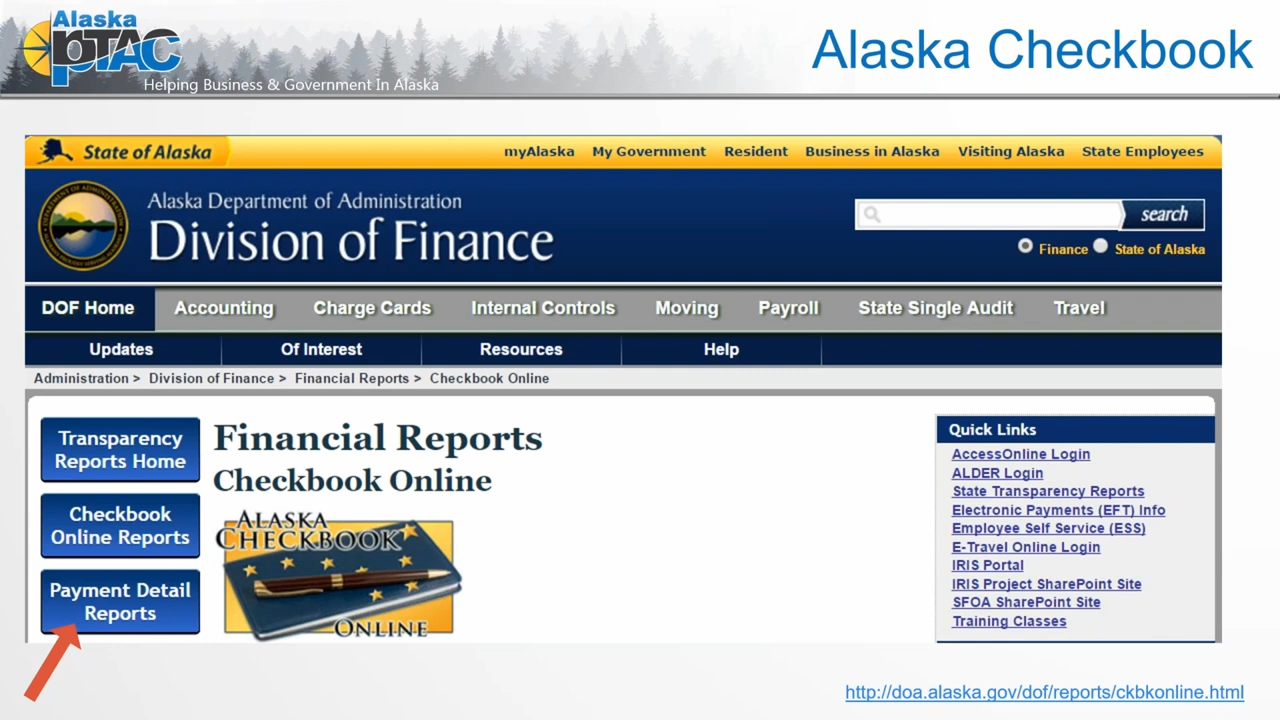 Alaska
PTAC
Helping Business & Government In Alaska
Alaska Checkbook
State of Alaska
myAlaska My Government Resident Business in Alaska Visiting Alaska State Employees
Alaska Department of Administration
Division of Finance
search
Finance State of Alaska
DOF Home Accounting Charge Cards Internal Controls Moving Payroll State Single Audit Travel
Updates Of Interest Resources Help
Administration > Division of Finance > Financial Reports > Checkbook Online
Transparency
Reports Home
Checkbook
Online Reports
Payment Detail
Reports
Financial Reports
Checkbook Online
ALASKA
CHECKBOOK
ONLINE
Quick Links
AccessOnline Login
ALDER Login
State Transparency Reports
Electronic Payments (EFT) Info
Employee Self Service (ESS)
E-Travel Online Login
IRIS Portal
IRIS Project SharePoint Site
SFOA SharePoint Site
Training Classes
http://doa.alaska.gov/dof/reports/ckbkonline.html